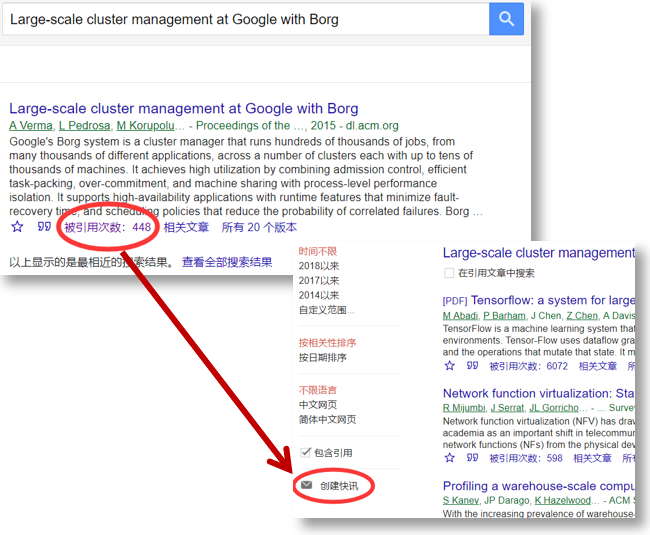 Large-scale cluster management at Google with Borg
Large-scale cluster management at Google with Borg
A Verma, L Pedrosa, M Korupolu… - Proceedings of the …, 2015 - dl.acm.org
Google's Borg system is a cluster manager that runs hundreds of thousands of jobs, from
many thousands of different applications, across a number of clusters each with up to tens of
thousands of machines. It achieves high utilization by combining admission control, efficient
task-packing, over-commitment, and machine sharing with process-level performance
isolation. It supports high-availability applications with runtime features that minimize fault-
recovery time, and scheduling policies that reduce the probability of correlated failures. Borg …
被引用次数：448 相关文章 所有 20 个版本
以上显示的是最相近的搜索结果。 查看全部搜索结果
时间不限
2018以来
2017以来
2014以来
自定义范围...
按相关性排序
按日期排序
不限语言
中文网页
简体中文网页
包含引用
创建快讯
Large-scale cluster management
在引用文章中搜索
[PDF] Tensorflow: a system for large
M Abadi, P Barham, J Chen, Z Chen, A Davis
TensorFlow is a machine learning system that
environments. Tensor-Flow uses dataflow gra
and the operations that mutate that state. It m
被引用次数：6072 相关文章 所
Network function virtualization: Sta
R Mijumbi, J Serrat, JL Gorricho… - … Surve
Network function virtualization (NFV) has draw
academia as an important shift in telecommu
network functions (NFs) from the physical dev
被引用次数：598 相关文章 所有
Profiling a warehouse-scale compu
S Kanev, JP Darago, K Hazelwood… - ACM S
With the increasing prevalence of warehouse-